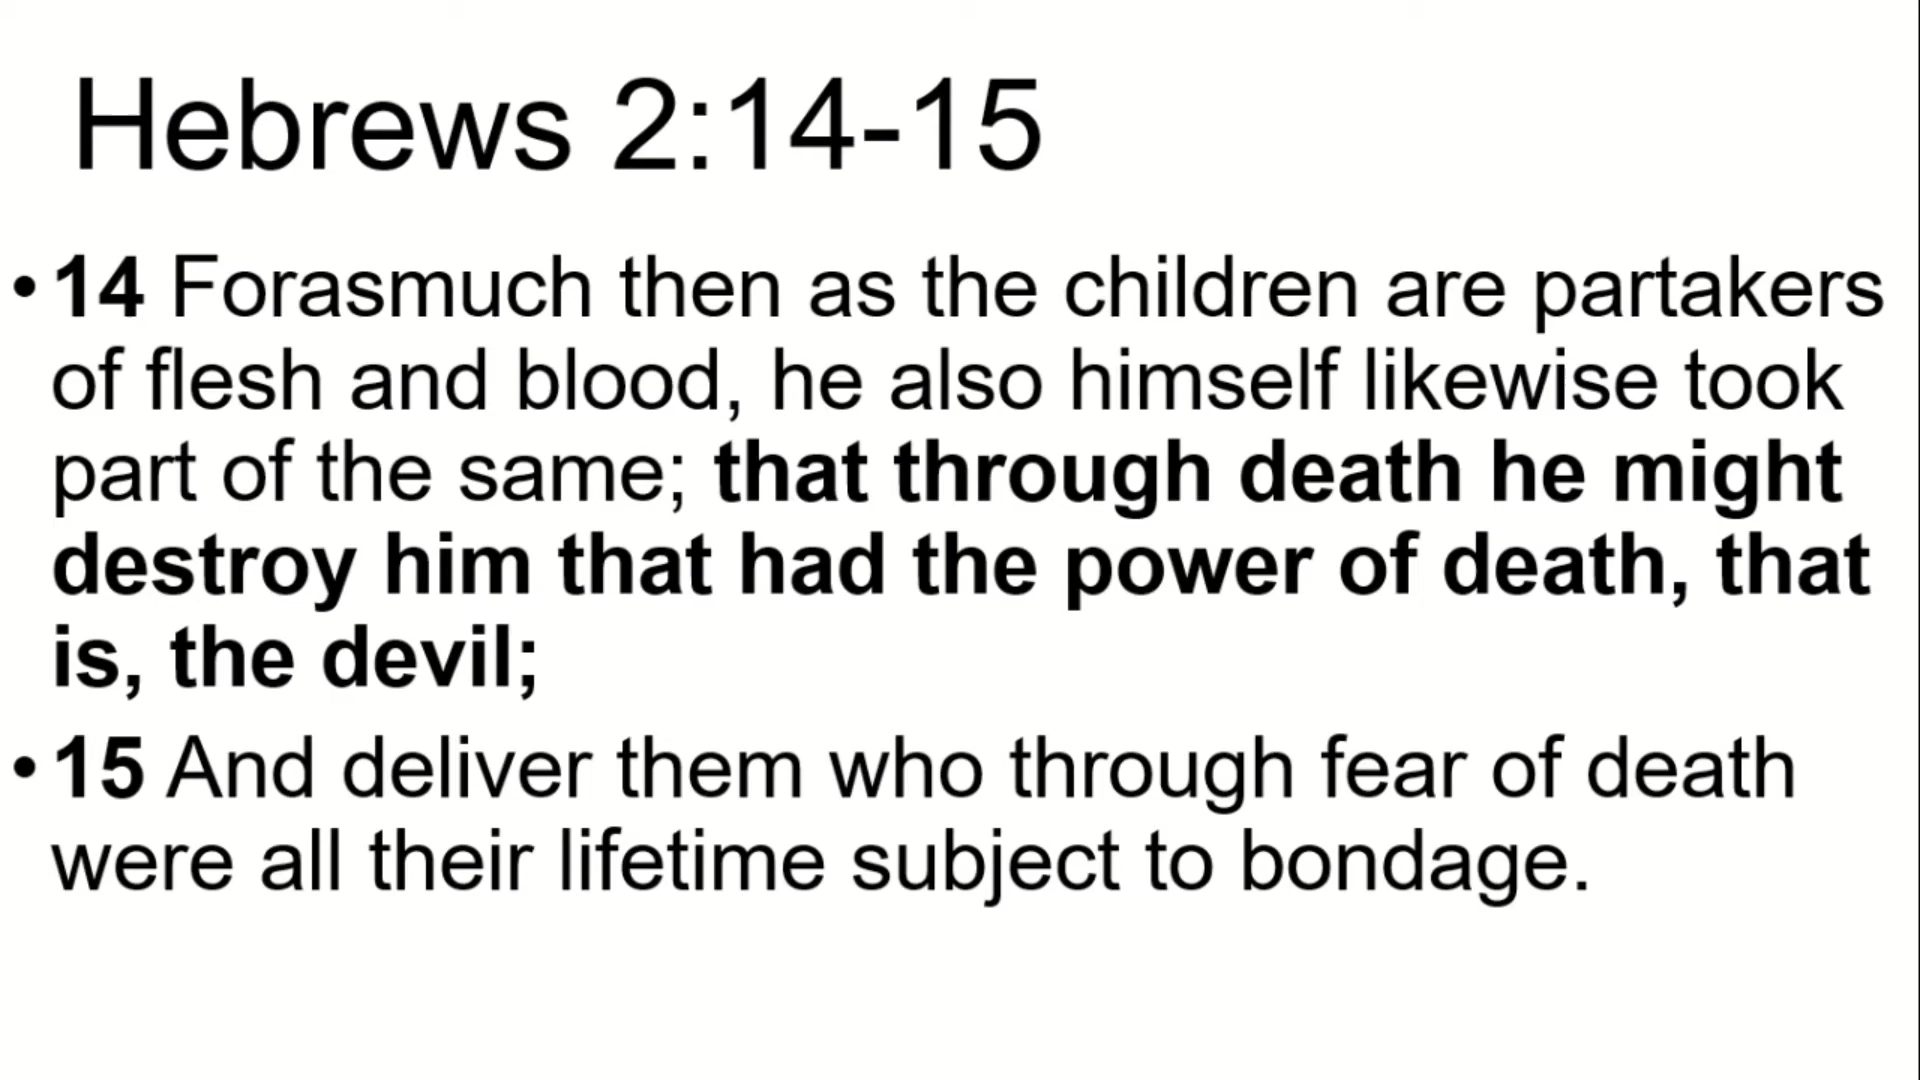 Hebrews 2:14-15
• 14 Forasmuch then as the children are partakers
of flesh and blood, he also himself likewise took
part of the same; that through death he might
destroy him that had the power of death, that
is, the devil;
• 15 And deliver them who through fear of death
were all their lifetime subject to bondage.